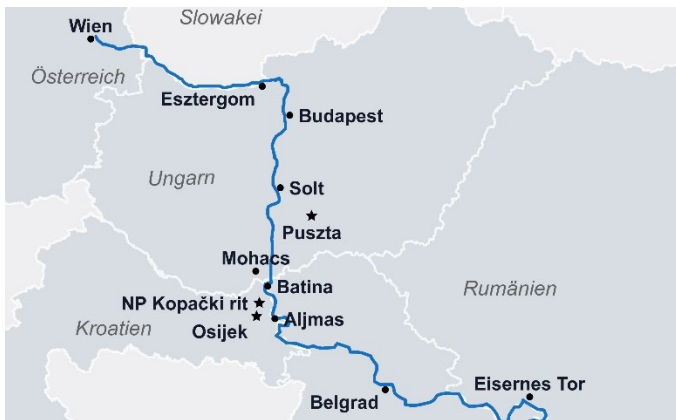 Slowakei
Wien
Österreich
Esztergom
Budapest
Ungarn
Solt
Puszta
Mohacs
Batina
Rumänien
NP Kopački rit
Kroatien
Osijek
Aljmas
Eisernes Tor
Belgrad